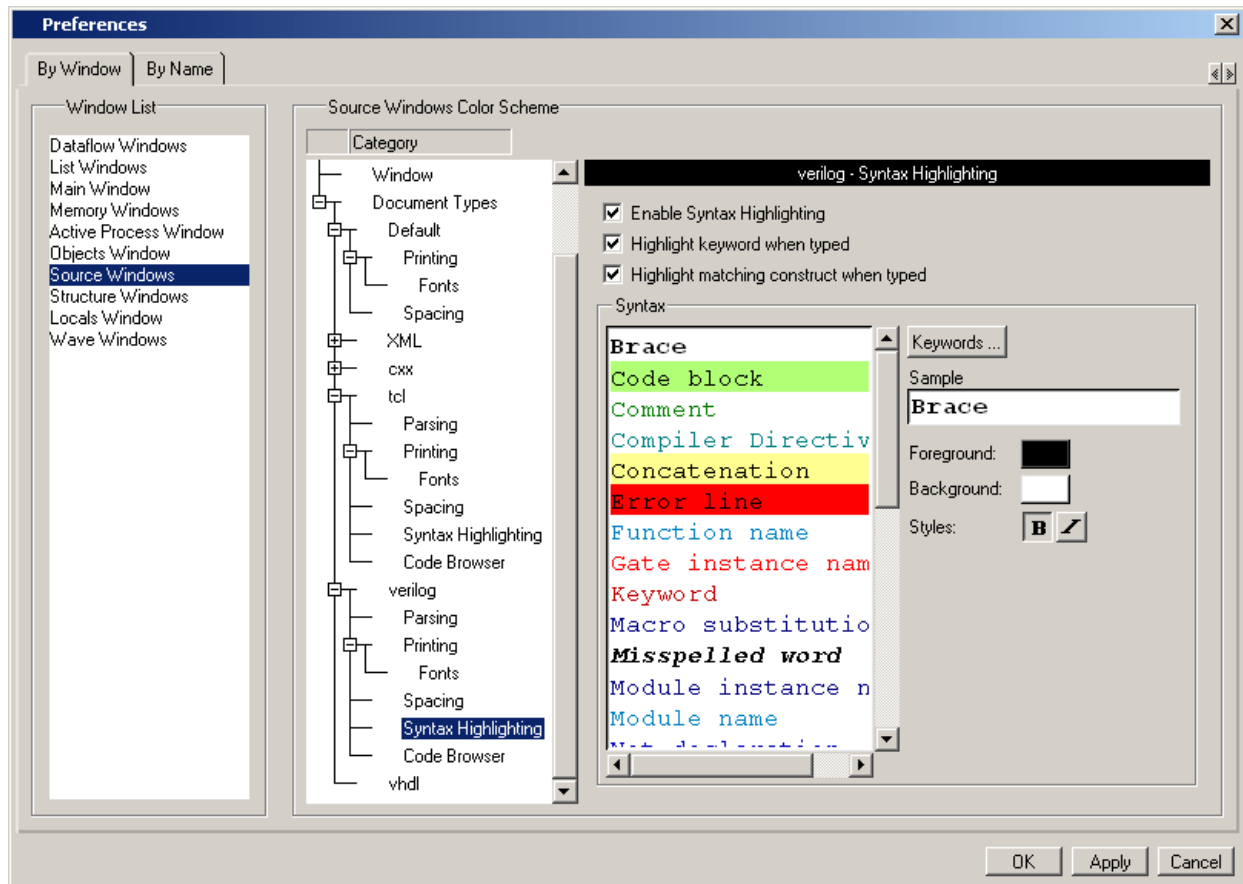 Preferences
By Window
By Name
Window List
Dataflow Windows
List Windows
Main Window
Memory Windows
Active Process Window
Objects Window
Source Windows
Structure Windows
Locals Window
Wave Windows
Source Windows Color Scheme
Category
Window
Document Types
Default
Printing
Fonts
Spacing
XML
cxx
tcl
Parsing
Printing
Fonts
Spacing
Syntax Highlighting
Code Browser
verilog
Parsing
Printing
Fonts
Spacing
Syntax Highlighting
Code Browser
vhdl
verilog - Syntax Highlighting
Enable Syntax Highlighting
Highlight keyword when typed
Highlight matching construct when typed
Syntax
Brace
Code block
Comment
Compiler Directiv
Concatenation
Error line
Function name
Gate instance nam
Keyword
Macro substitutio
Misspelled word
Module instance n
Module name
Keywords ...
Sample
Brace
Foreground:
Background:
Styles:
B I
OK
Apply
Cancel